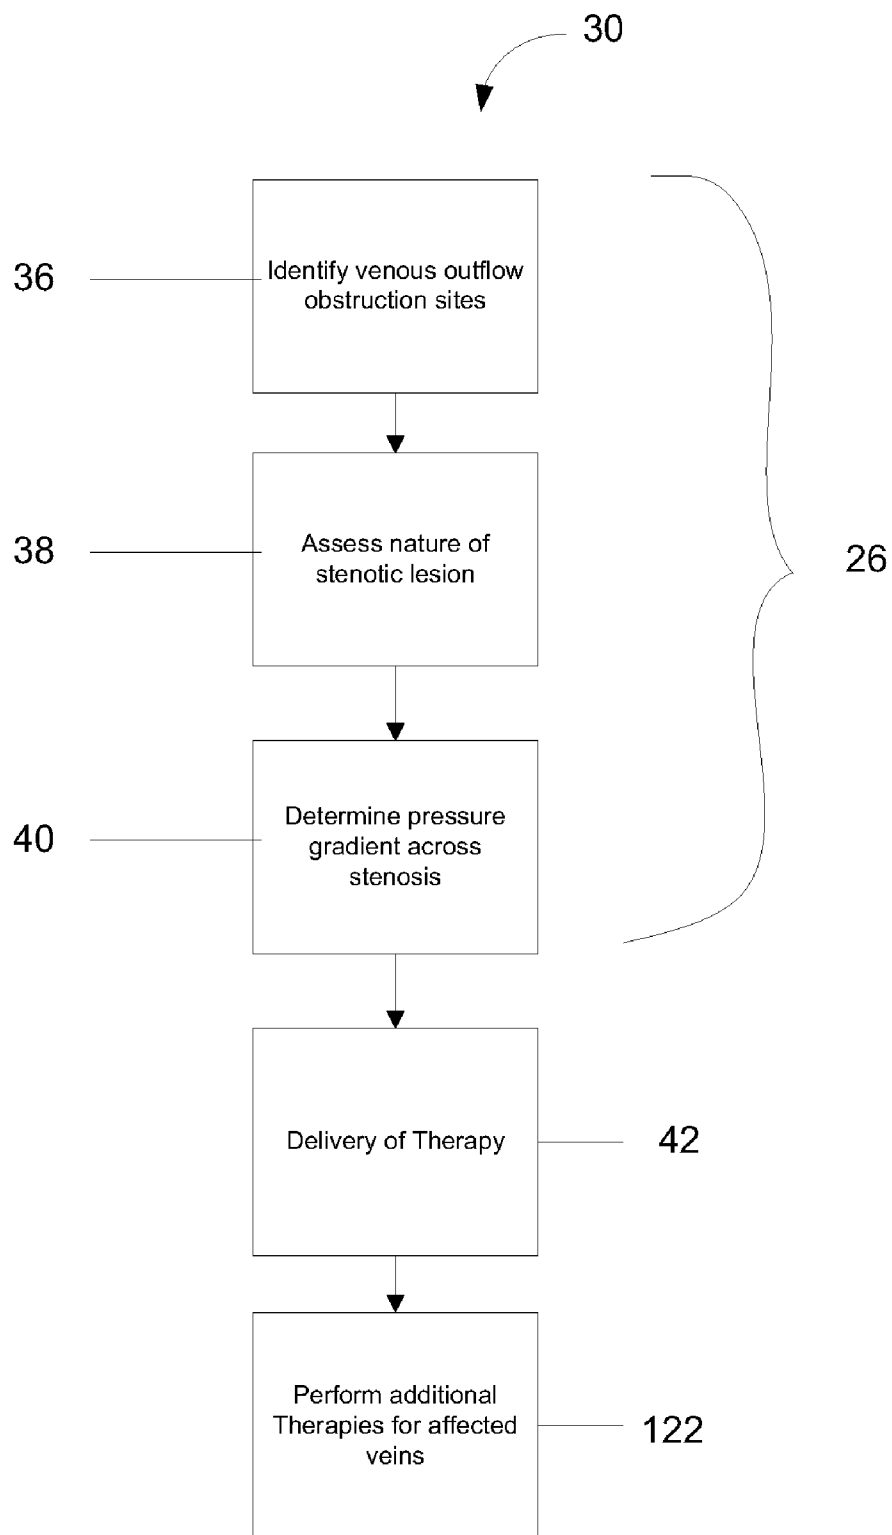 30
36
Identify venous outflow
obstruction sites
38
Assess nature of
stenotic lesion
26
40
Determine pressure
gradient across
stenosis
Delivery of Therapy
42
Perform additional
Therapies for affected
veins
122